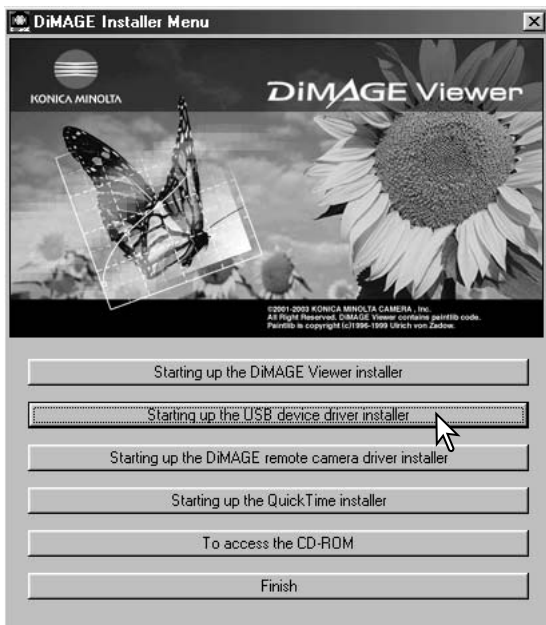 DiMAGE Installer Menu
KONICA MINOLTA
DiMAGE Viewer
©2001-2003 KONICA MINOLTA CAMERA , Inc.
All Right Reserved. DiMAGE Viewer contains paintlib code.
Paintlib is copyright (c)1996-1999 Ulrich von Zadow.
Starting up the DiMAGE Viewer installer
Starting up the USB device driver installer
Starting up the DiMAGE remote camera driver installer
Starting up the QuickTime installer
To access the CD-ROM
Finish